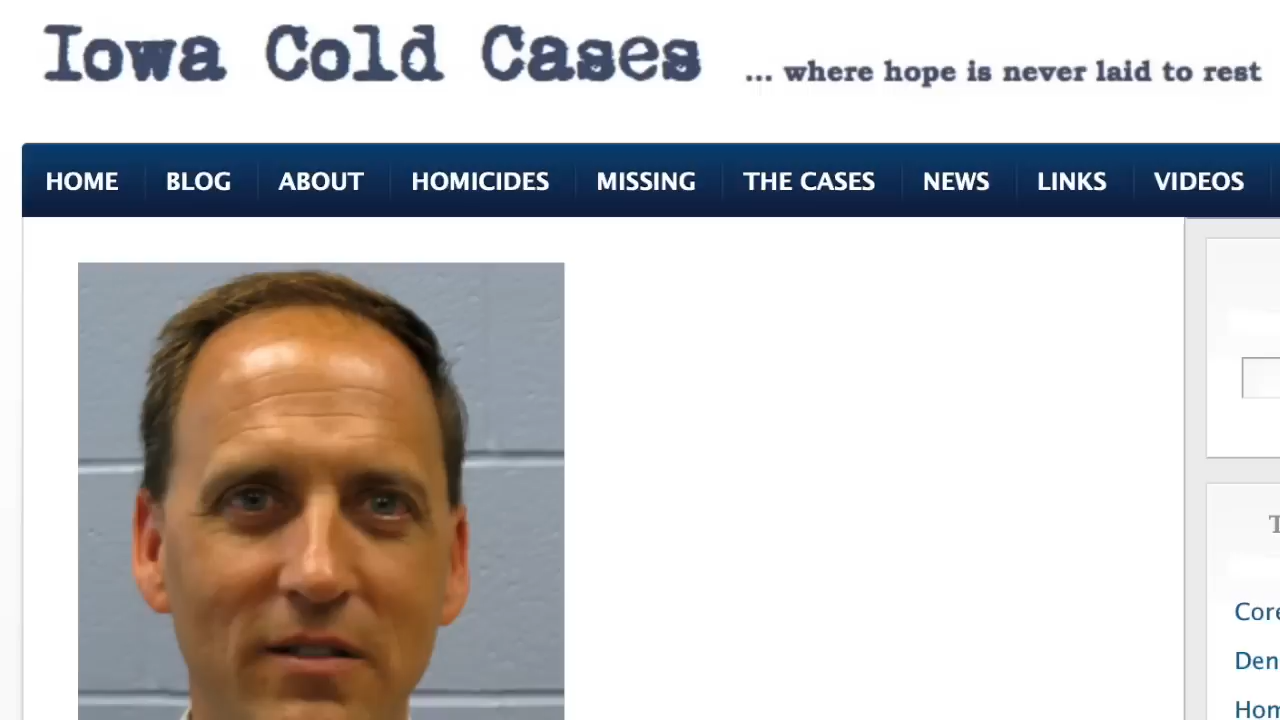 Iowa Cold Cases
... where hope is never laid to rest
HOME BLOG ABOUT HOMICIDES MISSING THE CASES NEWS LINKS VIDEOS